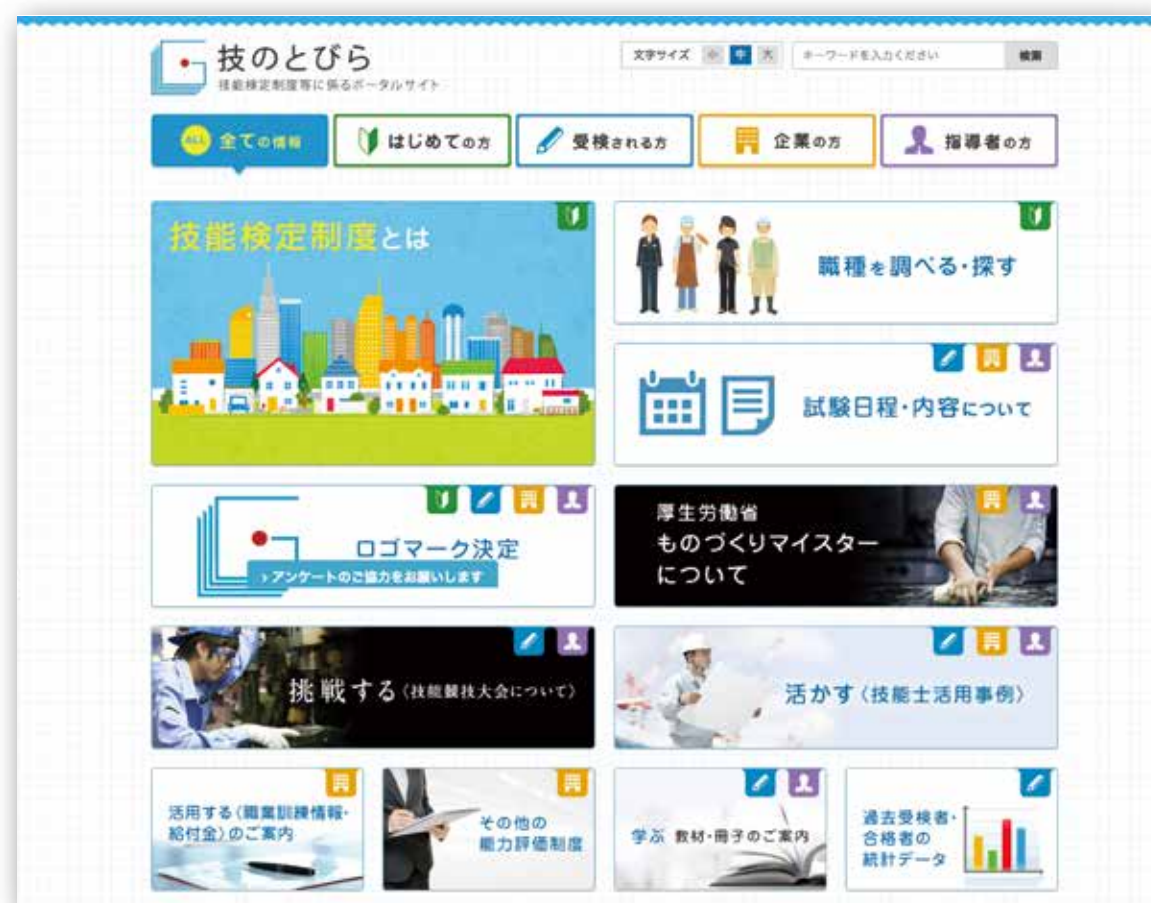 技のとびら
技能検定制度等に係るポータルサイト
文字サイズ 小 中 大
キーワードを入力ください
検索
ALL 全ての情報
はじめての方
受検される方
企業の方
指導者の方
技能検定制度とは
職種を調べる・探す
試験日程・内容について
ロゴマーク決定
›アンケートのご協力をお願いします
厚生労働省
ものづくりマイスター
について
挑戦する〈技能競技大会について〉
活かす〈技能士活用事例〉
活用する〈職業訓練情報・
給付金〉のご案内
その他の
能力評価制度
学ぶ 教材・冊子のご案内
過去受検者・
合格者の
統計データ